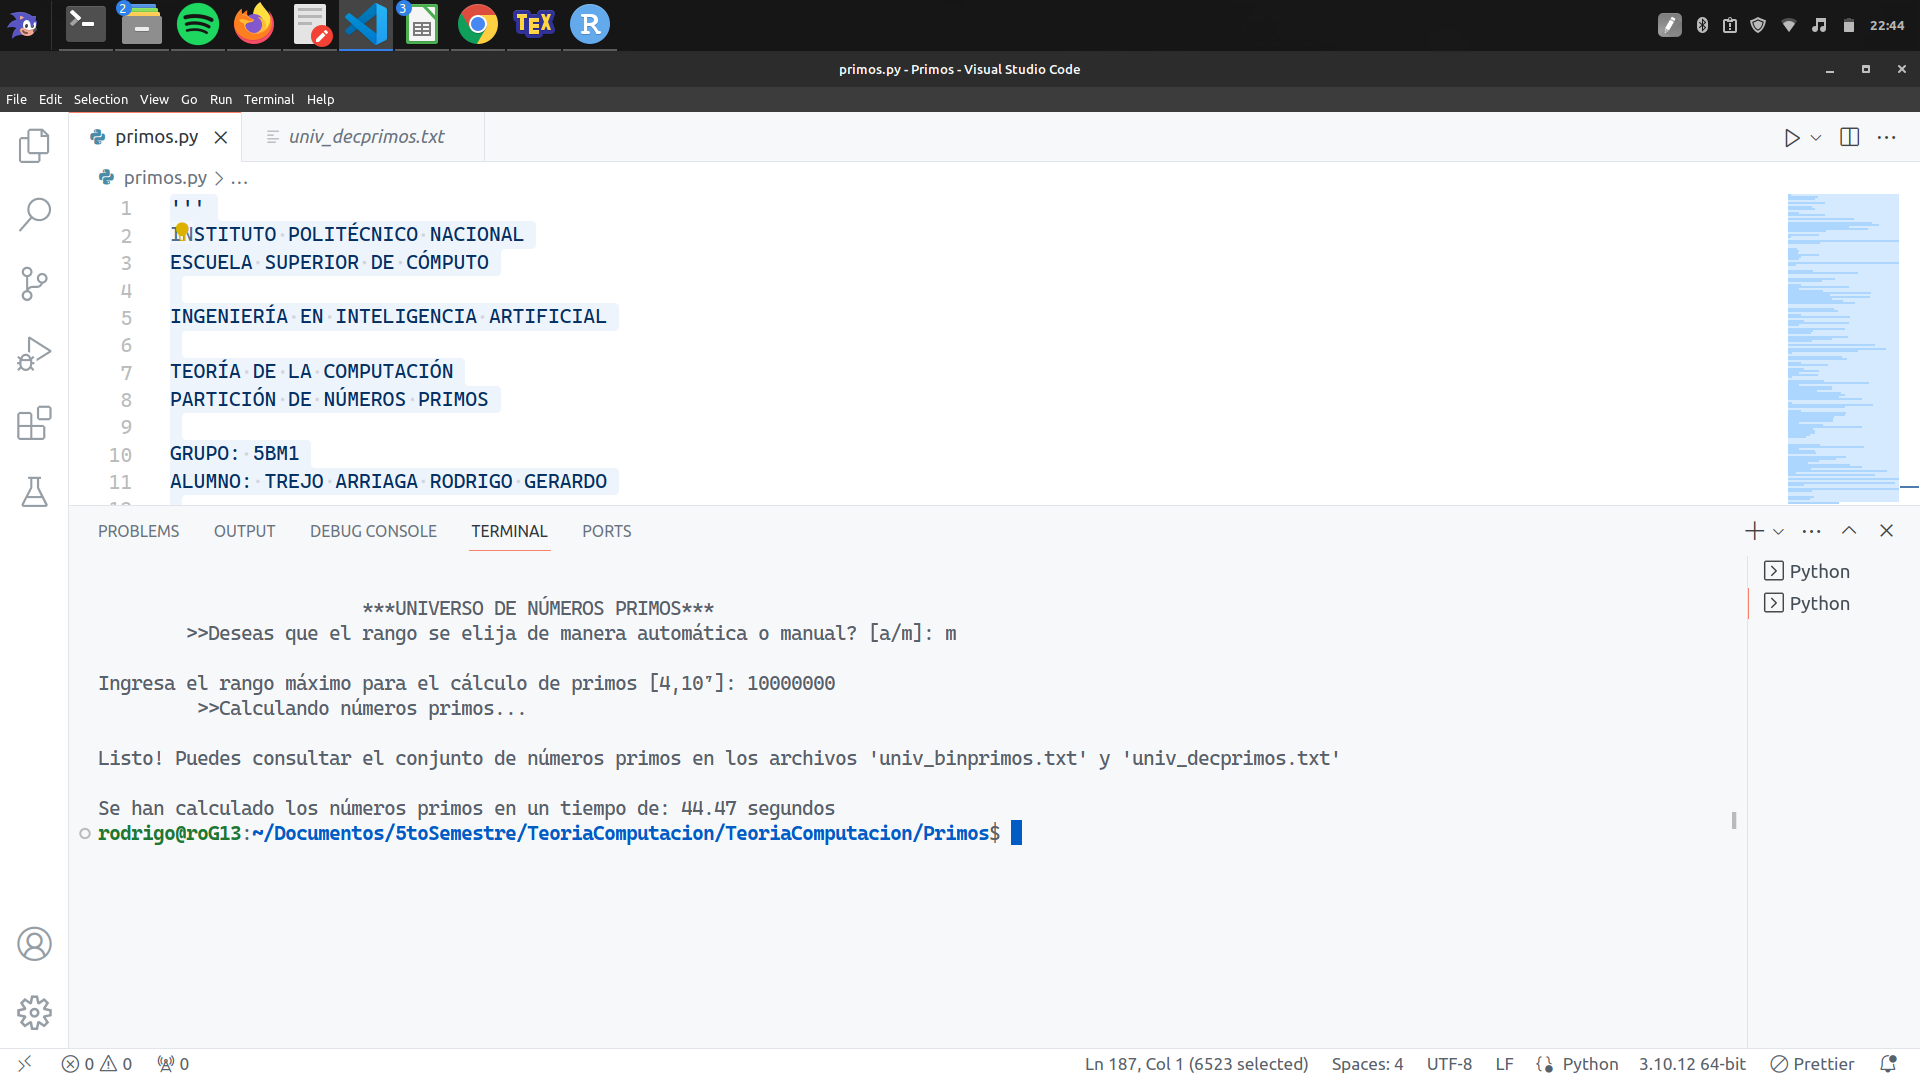 2
3
TEX
R
22:44
primos.py - Primos - Visual Studio Code
File Edit Selection View Go Run Terminal Help
primos.py
univ_decprimos.txt
primos.py > ...
1 '''
2 INSTITUTO POLITÉCNICO NACIONAL
3 ESCUELA SUPERIOR DE CÓMPUTO
4
5 INGENIERÍA EN INTELIGENCIA ARTIFICIAL
6
7 TEORÍA DE LA COMPUTACIÓN
8 PARTICIÓN DE NÚMEROS PRIMOS
9
10 GRUPO: 5BM1
11 ALUMNO: TREJO ARRIAGA RODRIGO GERARDO
PROBLEMS OUTPUT DEBUG CONSOLE TERMINAL PORTS
Python
Python
***UNIVERSO DE NÚMEROS PRIMOS***
>>Deseas que el rango se elija de manera automática o manual? [a/m]: m
Ingresa el rango máximo para el cálculo de primos [4,10⁷]: 10000000
>>Calculando números primos...
Listo! Puedes consultar el conjunto de números primos en los archivos 'univ_binprimos.txt' y 'univ_decprimos.txt'
Se han calculado los números primos en un tiempo de: 44.47 segundos
rodrigo@roG13:~/Documentos/5toSemestre/TeoriaComputacion/TeoriaComputacion/Primos$
0 0 0 Ln 187, Col 1 (6523 selected) Spaces: 4 UTF-8 LF Python 3.10.12 64-bit Prettier